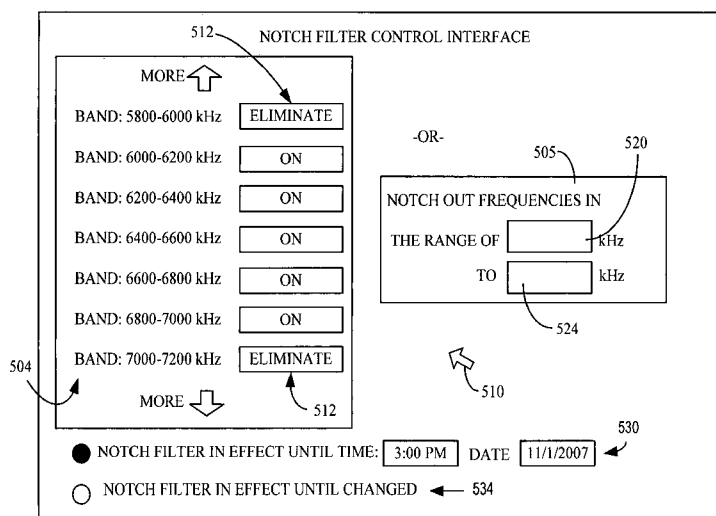 512
NOTCH FILTER CONTROL INTERFACE
MORE
BAND: 5800-6000 kHz ELIMINATE
BAND: 6000-6200 kHz ON
BAND: 6200-6400 kHz ON
BAND: 6400-6600 kHz ON
BAND: 6600-6800 kHz ON
BAND: 6800-7000 kHz ON
BAND: 7000-7200 kHz ELIMINATE
504
MORE
512
-OR-
505
520
NOTCH OUT FREQUENCIES IN
THE RANGE OF kHz
TO kHz
524
510
NOTCH FILTER IN EFFECT UNTIL TIME: 3:00 PM DATE 11/1/2007
530
NOTCH FILTER IN EFFECT UNTIL CHANGED
534